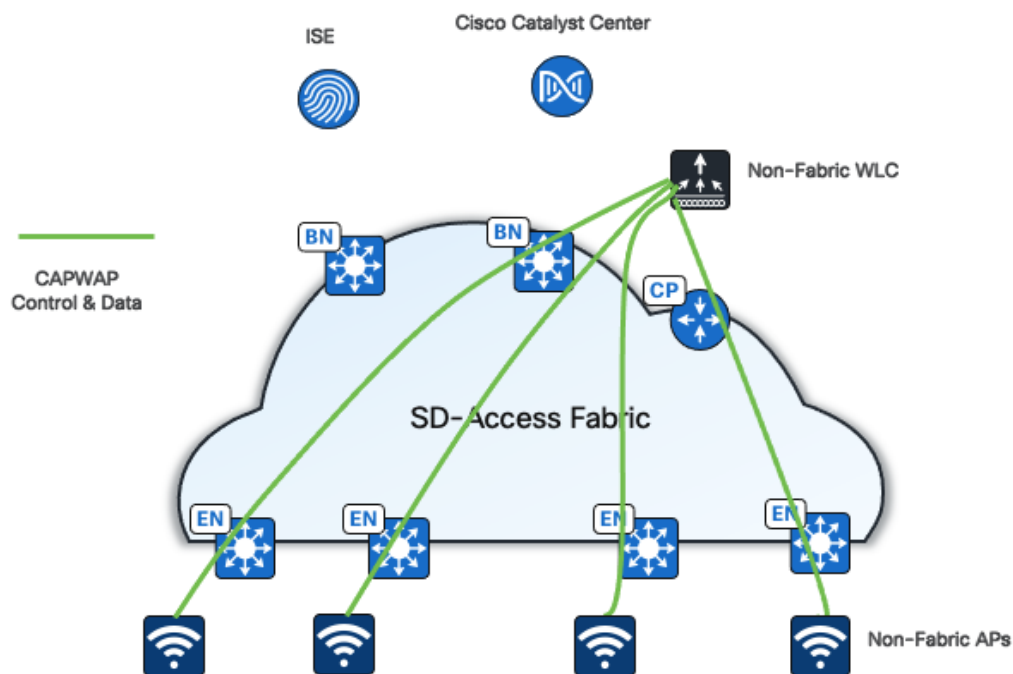 ISE
Cisco Catalyst Center
Non-Fabric WLC
BN
BN
CP
CAPWAP
Control & Data
SD-Access Fabric
EN
EN
EN
EN
Non-Fabric APs